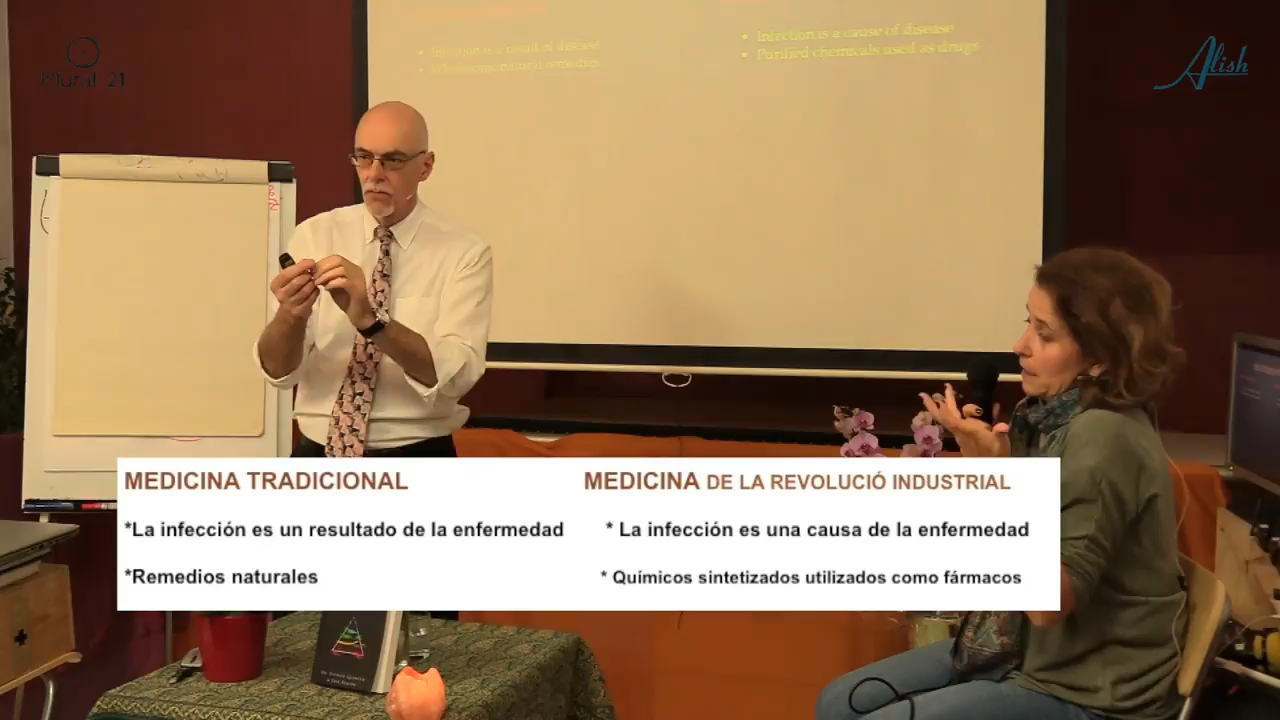 Plural 21
Alish
• Infection is a result of disease
natural remedies
• Infection is a cause of disease
• Purified chemicals used as drugs
MEDICINA TRADICIONAL
*La infección es un resultado de la enfermedad
*Remedios naturales
MEDICINA DE LA REVOLUCIÓ INDUSTRIAL
* La infección es una causa de la enfermedad
* Químicos sintetizados utilizados como fármacos